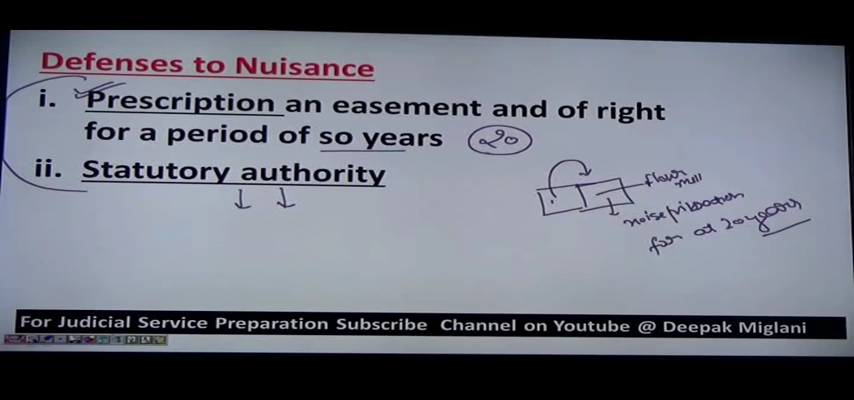 Defenses to Nuisance
i. Prescription an easement and of right
for a period of so years 20
ii. Statutory authority
flour
mill
noise
for at 20 years
For Judicial Service Preparation Subscribe Channel on Youtube @ Deepak Miglani